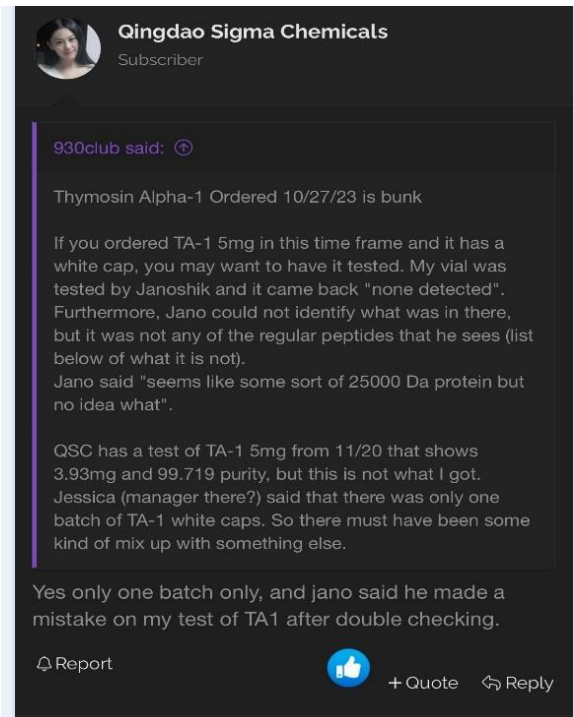 Qingdao Sigma Chemicals
Subscriber
930club said:
Thymosin Alpha-1 Ordered 10/27/23 is bunk
If you ordered TA-1 5mg in this time frame and it has a
white cap, you may want to have it tested. My vial was
tested by Janoshik and it came back "none detected".
Furthermore, Jano could not identify what was in there,
but it was not any of the regular peptides that he sees (list
below of what it is not).
Jano said "seems like some sort of 25000 Da protein but
no idea what".
QSC has a test of TA-1 5mg from 11/20 that shows
3.93mg and 99.719 purity, but this is not what I got.
Jessica (manager there?) said that there was only one
batch of TA-1 white caps. So there must have been some
kind of mix up with something else.
Yes only one batch only, and jano said he made a
mistake on my test of TA1 after double checking.
Report
+ Quote Reply